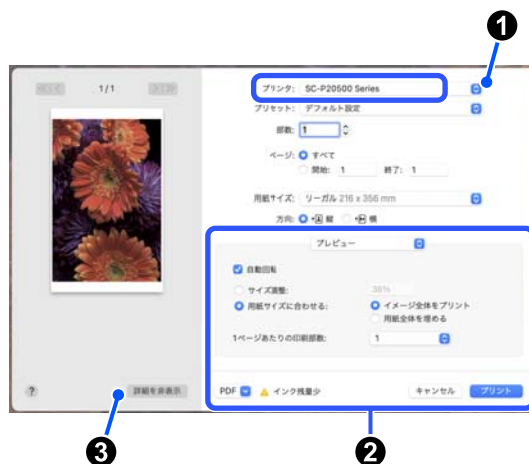 1
1/1
プリンタ: SC-P20500 Series
プリセット: デフォルト設定
部数: 1
ページ: すべて
開始: 1 終了: 1
用紙サイズ: リーガル 216 x 356 mm
方向: 縦 横
プレビュー
自動回転
サイズ調整: 36%
用紙サイズに合わせる: イメージ全体をプリント
用紙全体を埋める
1ページあたりの印刷部数: 1
? 詳細を非表示 PDF インク残量少 キャンセル プリント
3 2